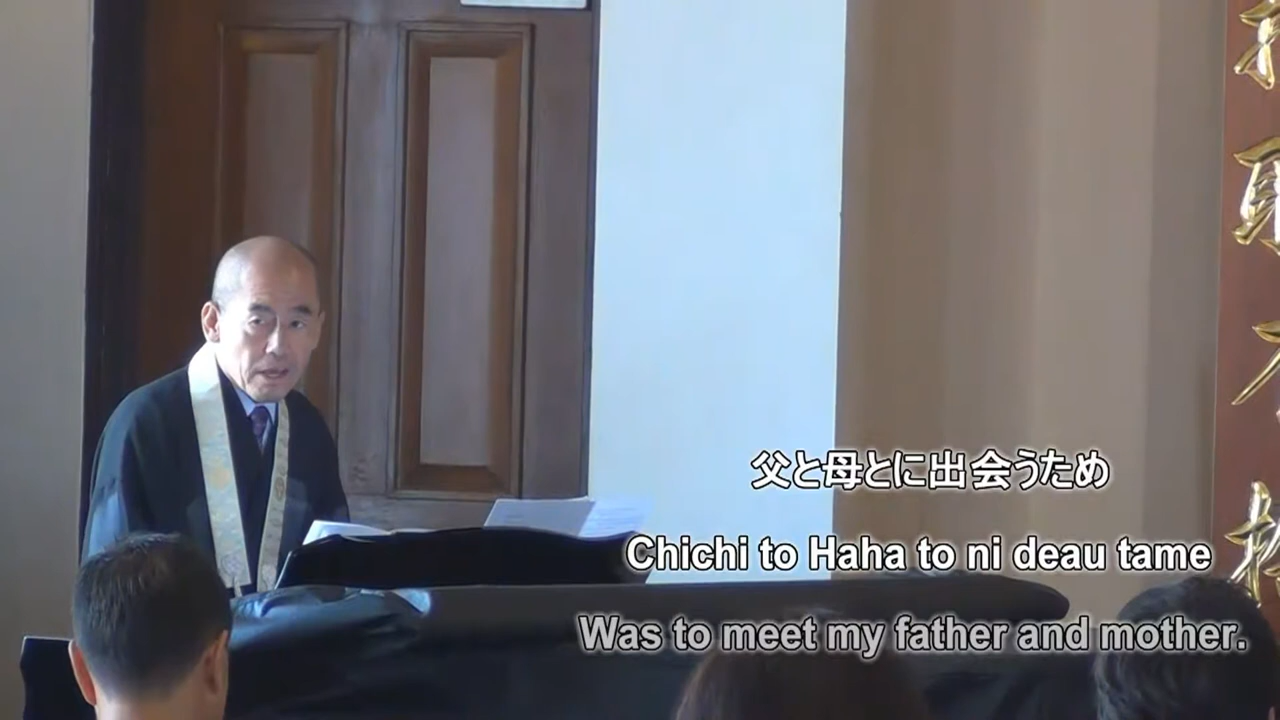 父と母とに出会うため
Chichi to Haha to ni deau tame
Was to meet my father and mother.